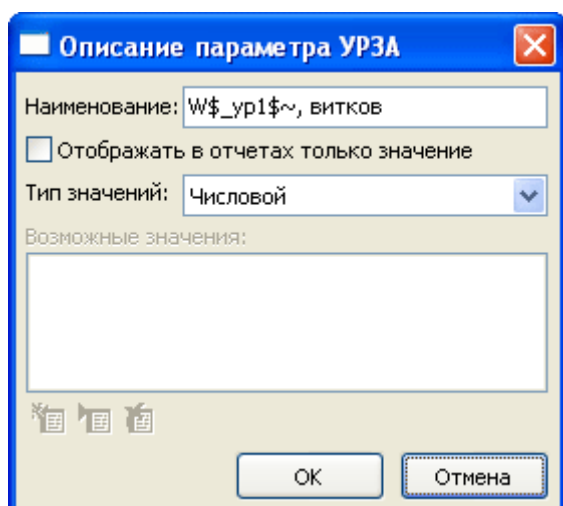 Описание параметра УРЗА
Наименование: W$_ур1$~, витков
Отображать в отчетах только значение
Тип значений: Числовой
Возможные значения:
OK Отмена